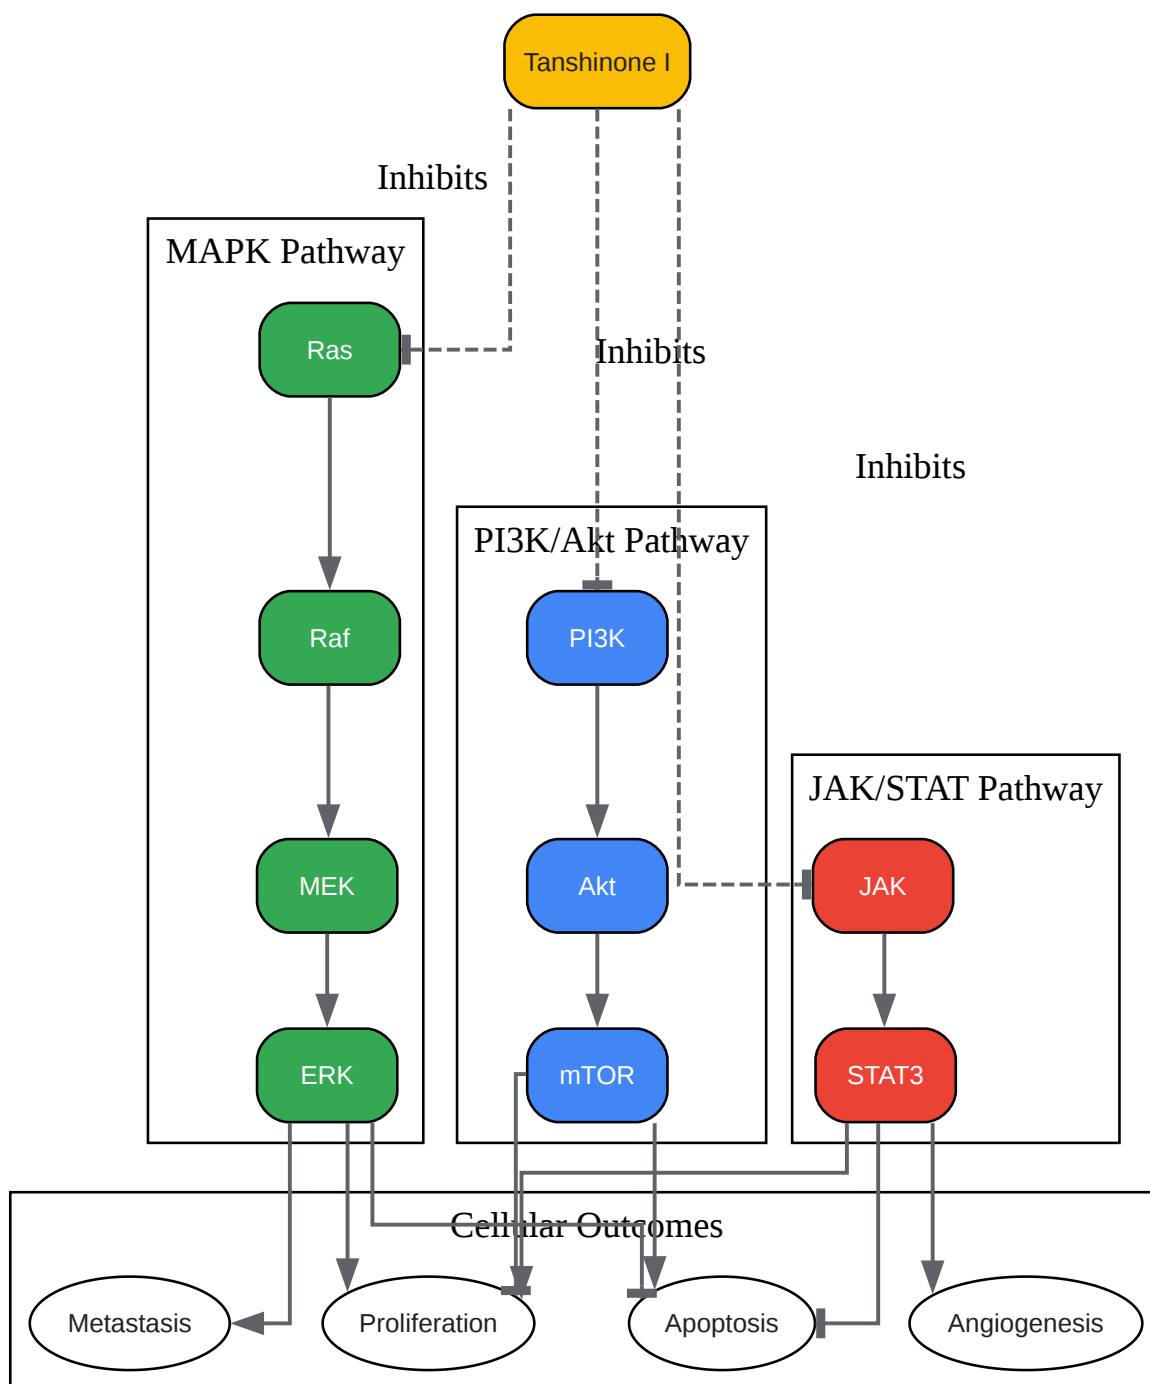 Tanshinone I
Inhibits
MAPK Pathway
Ras
Inhibits
Inhibits
PI3K/Akt Pathway
Raf
PI3K
JAK/STAT Pathway
MEK
Akt
JAK
ERK
mTOR
STAT3
Cellular Outcomes
Metastasis
Proliferation
Apoptosis
Angiogenesis